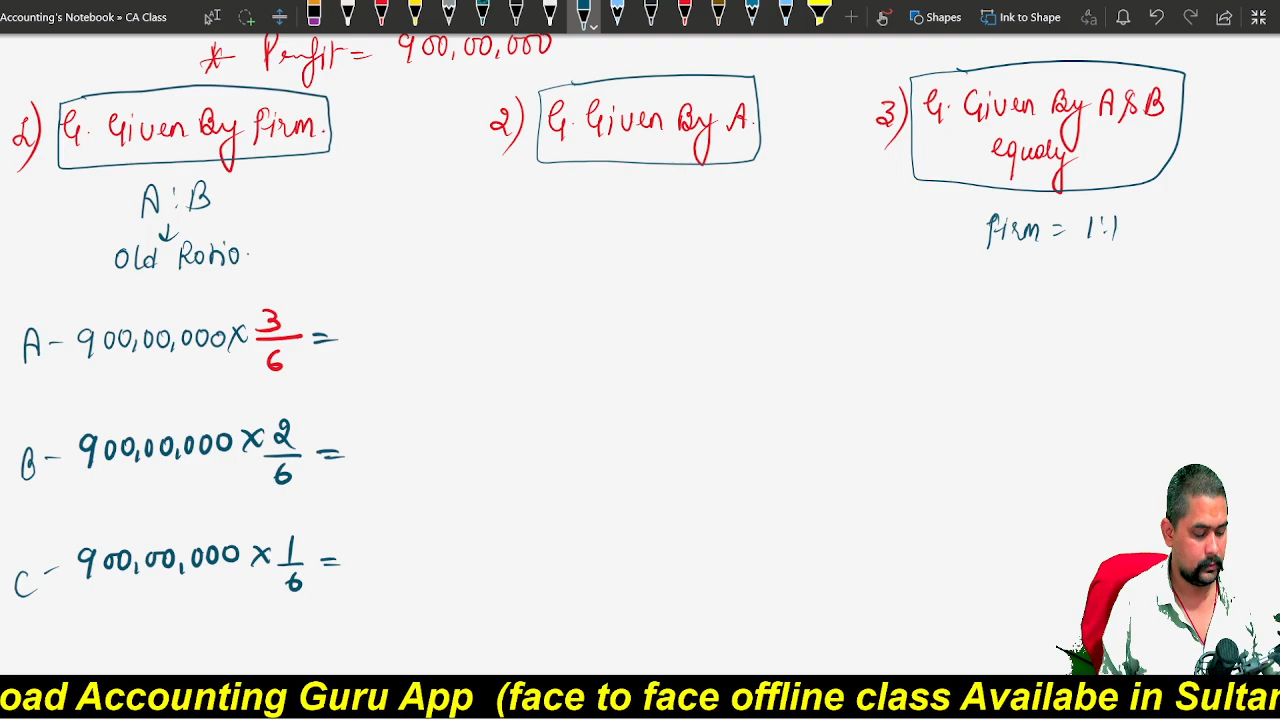 Accounting's Notebook » CA Class
Shapes
Ink to Shape
* Profit = 900,00,000
1) G. Given By firm.
A : B
↓
Old Ratio.
A - 900,00,000 x 3/6 =
B - 900,00,000 x 2/6 =
C - 900,00,000 x 1/6 =
2) G. Given By A.
3) G. Given By A & B
equaly
firm = 1:1
oad Accounting Guru App (face to face offline class Availabe in Sultan